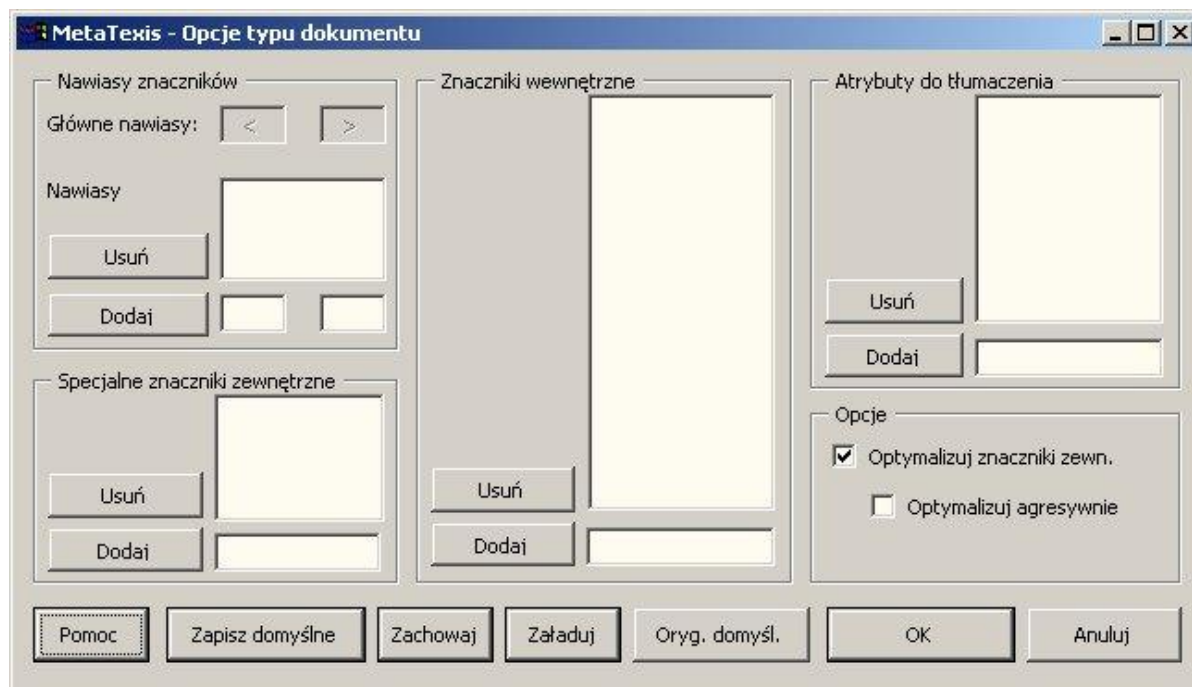 MetaTexis - Opcje typu dokumentu
Nawiasy znaczników
Główne nawiasy: < >
Nawiasy
Usuń
Dodaj
Specjalne znaczniki zewnętrzne
Usuń
Dodaj
Znaczniki wewnętrzne
Usuń
Dodaj
Atrybuty do tłumaczenia
Usuń
Dodaj
Opcje
Optymalizuj znaczniki zewn.
Optymalizuj agresywnie
Pomoc Zapisz domyślne Zachowaj Załaduj Oryg. domyśl. OK Anuluj